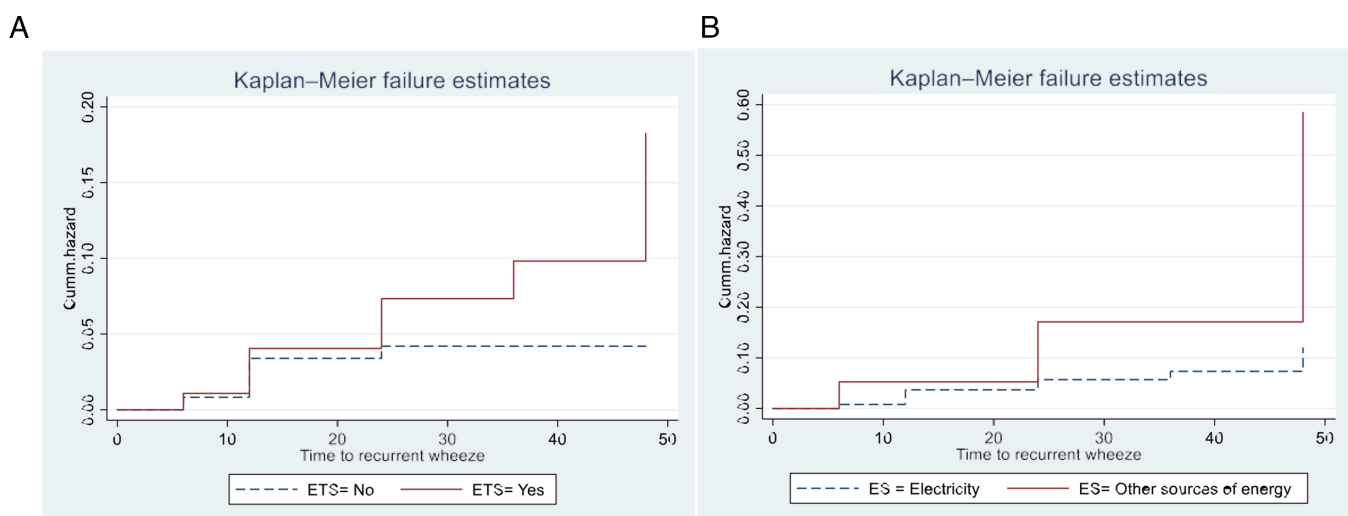 A
B
Kaplan–Meier failure estimates
Cumm.hazard
0.20
0.15
0.10
0.05
0.00
0 10 20 30 40 50
Time to recurrent wheeze
ETS= No ETS= Yes
Kaplan–Meier failure estimates
Cumm.hazard
0.60
0.50
0.40
0.30
0.20
0.10
0.00
0 10 20 30 40 50
Time to recurrent wheeze
ES = Electricity ES= Other sources of energy